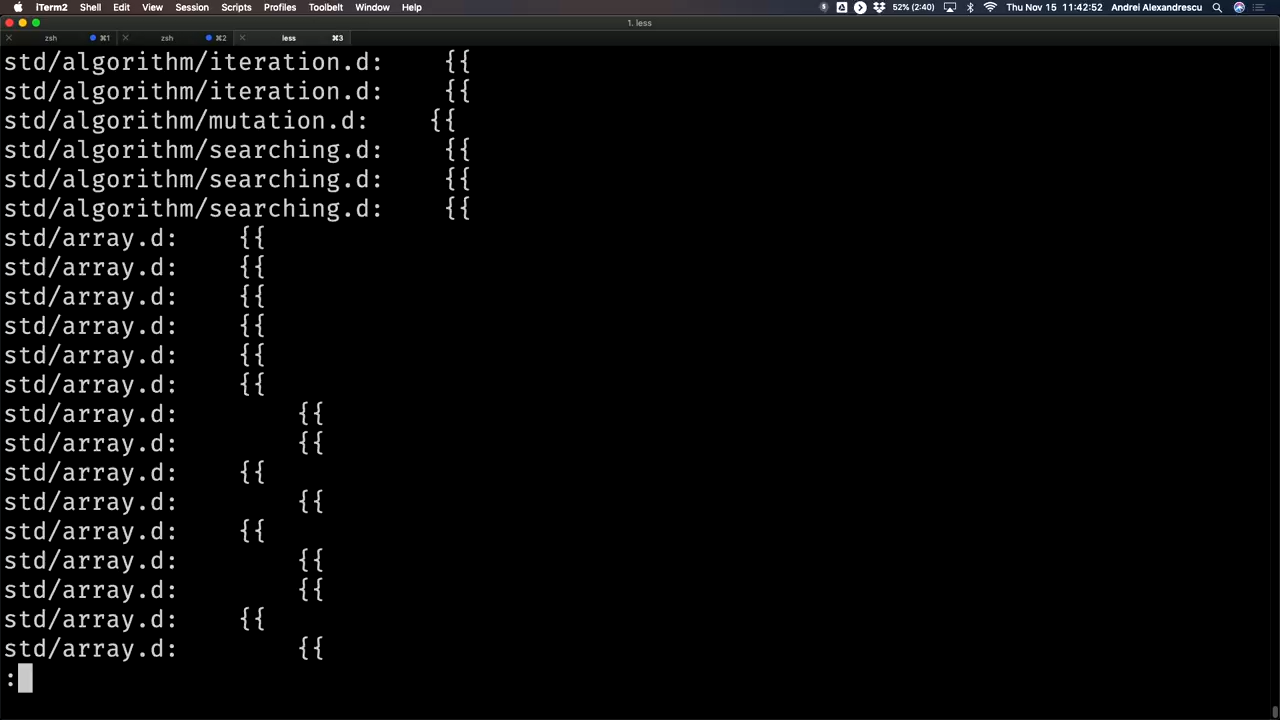 iTerm2 Shell Edit View Session Scripts Profiles Toolbelt Window Help 52% (2:40) Thu Nov 15 11:42:52 Andrei Alexandrescu
1. less
zsh ⌘1 zsh ⌘2 less ⌘3
std/algorithm/iteration.d:    {{
std/algorithm/iteration.d:    {{
std/algorithm/mutation.d:    {{
std/algorithm/searching.d:    {{
std/algorithm/searching.d:    {{
std/algorithm/searching.d:    {{
std/array.d:    {{
std/array.d:    {{
std/array.d:    {{
std/array.d:    {{
std/array.d:    {{
std/array.d:    {{
std/array.d:        {{
std/array.d:        {{
std/array.d:    {{
std/array.d:        {{
std/array.d:    {{
std/array.d:        {{
std/array.d:        {{
std/array.d:    {{
std/array.d:        {{
: